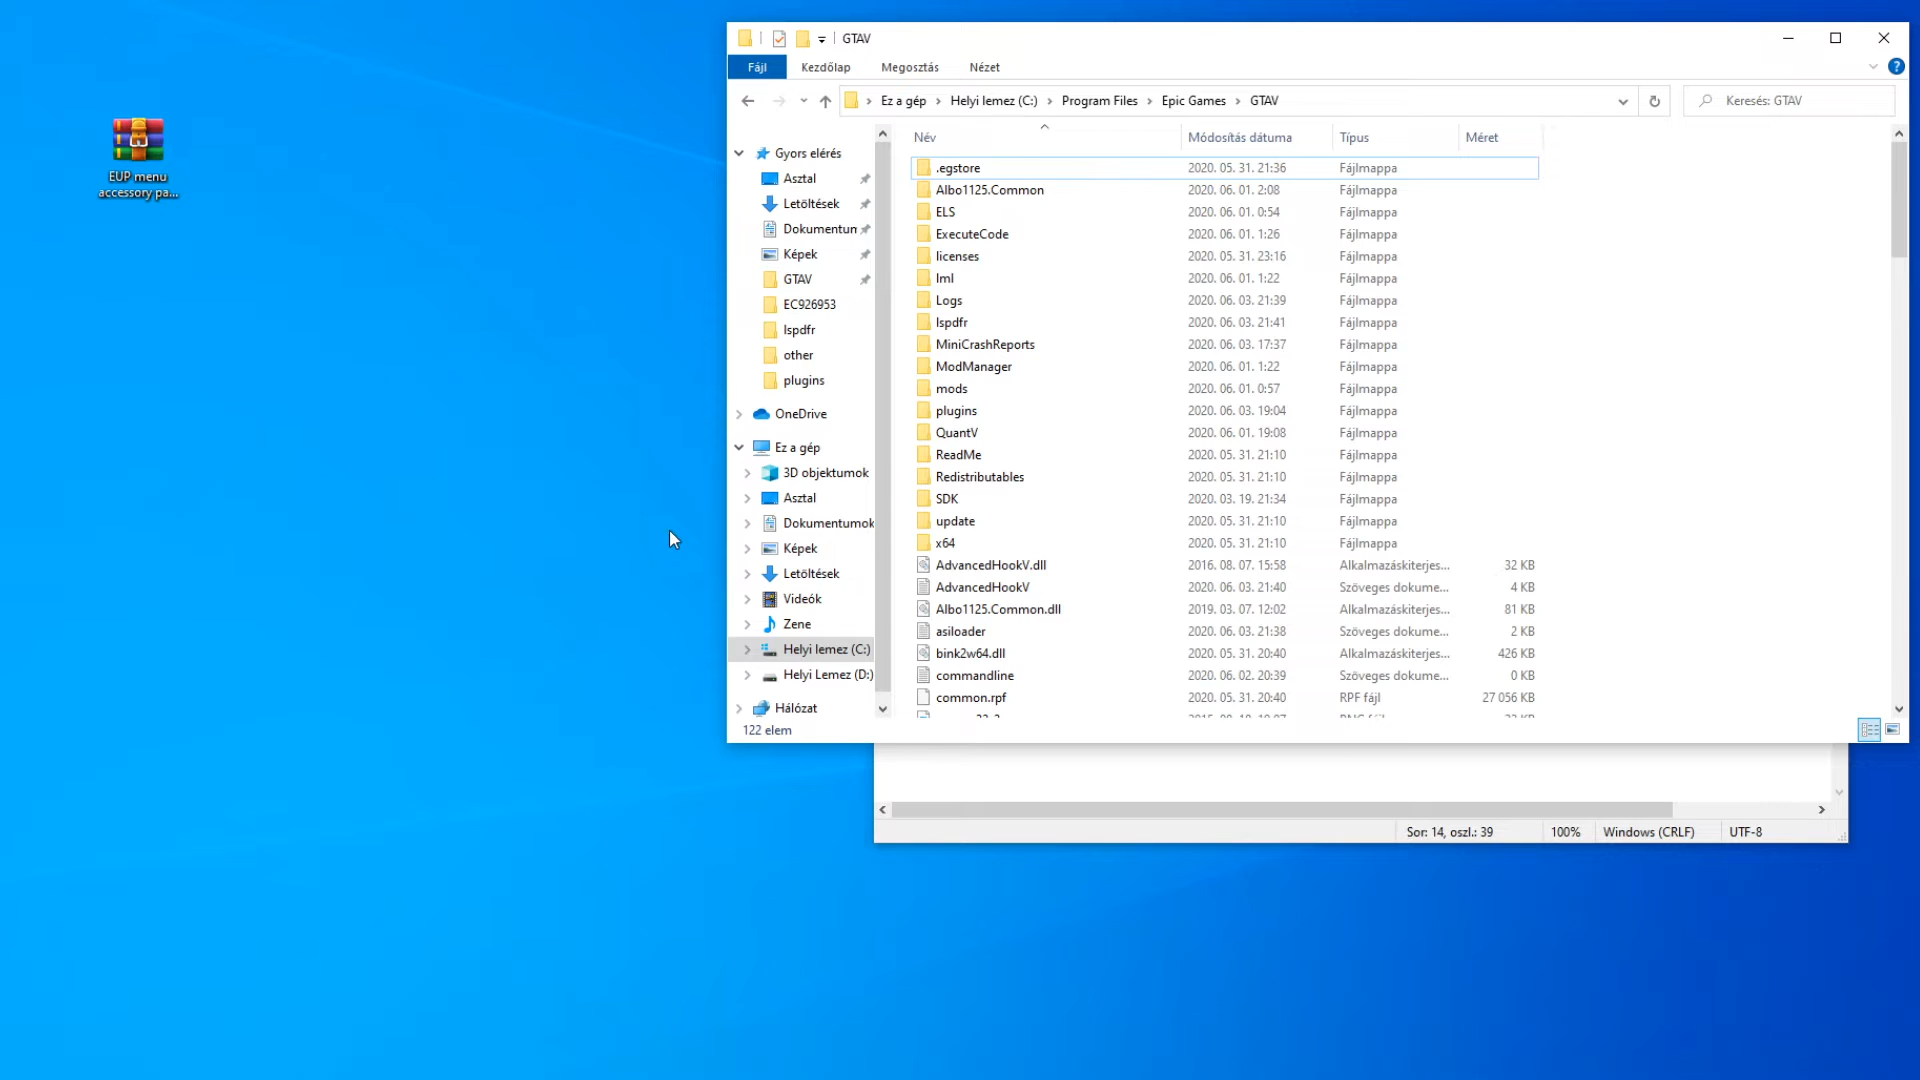 EUP menu
accessory pa...
GTAV
Fájl Kezdőlap Megosztás Nézet
Ez a gép Helyi lemez (C:) Program Files Epic Games GTAV
Keresés: GTAV
Gyors elérés
Asztal
Letöltések
Dokumentun
Képek
GTAV
EC926953
lspdfr
other
plugins
OneDrive
Ez a gép
3D objektumok
Asztal
Dokumentumok
Képek
Letöltések
Videók
Zene
Helyi lemez (C:)
Helyi Lemez (D:)
Hálózat
Név Módosítás dátuma Típus Méret
.egstore 2020. 05. 31. 21:36 Fájlmappa
Albo1125.Common 2020. 06. 01. 2:08 Fájlmappa
ELS 2020. 06. 01. 0:54 Fájlmappa
ExecuteCode 2020. 06. 01. 1:26 Fájlmappa
licenses 2020. 05. 31. 23:16 Fájlmappa
lml 2020. 06. 01. 1:22 Fájlmappa
Logs 2020. 06. 03. 21:39 Fájlmappa
lspdfr 2020. 06. 03. 21:41 Fájlmappa
MiniCrashReports 2020. 06. 03. 17:37 Fájlmappa
ModManager 2020. 06. 01. 1:22 Fájlmappa
mods 2020. 06. 01. 0:57 Fájlmappa
plugins 2020. 06. 03. 19:04 Fájlmappa
QuantV 2020. 06. 01. 19:08 Fájlmappa
ReadMe 2020. 05. 31. 21:10 Fájlmappa
Redistributables 2020. 05. 31. 21:10 Fájlmappa
SDK 2020. 03. 19. 21:34 Fájlmappa
update 2020. 05. 31. 21:10 Fájlmappa
x64 2020. 05. 31. 21:10 Fájlmappa
AdvancedHookV.dll 2016. 08. 07. 15:58 Alkalmazáskiterjes... 32 KB
AdvancedHookV 2020. 06. 03. 21:40 Szöveges dokume... 4 KB
Albo1125.Common.dll 2019. 03. 07. 12:02 Alkalmazáskiterjes... 81 KB
asiloader 2020. 06. 03. 21:38 Szöveges dokume... 2 KB
bink2w64.dll 2020. 05. 31. 20:40 Alkalmazáskiterjes... 426 KB
commandline 2020. 06. 02. 20:39 Szöveges dokume... 0 KB
common.rpf 2020. 05. 31. 20:40 RPF fájl 27 056 KB
122 elem
Sor: 14, oszl.: 39 100% Windows (CRLF) UTF-8